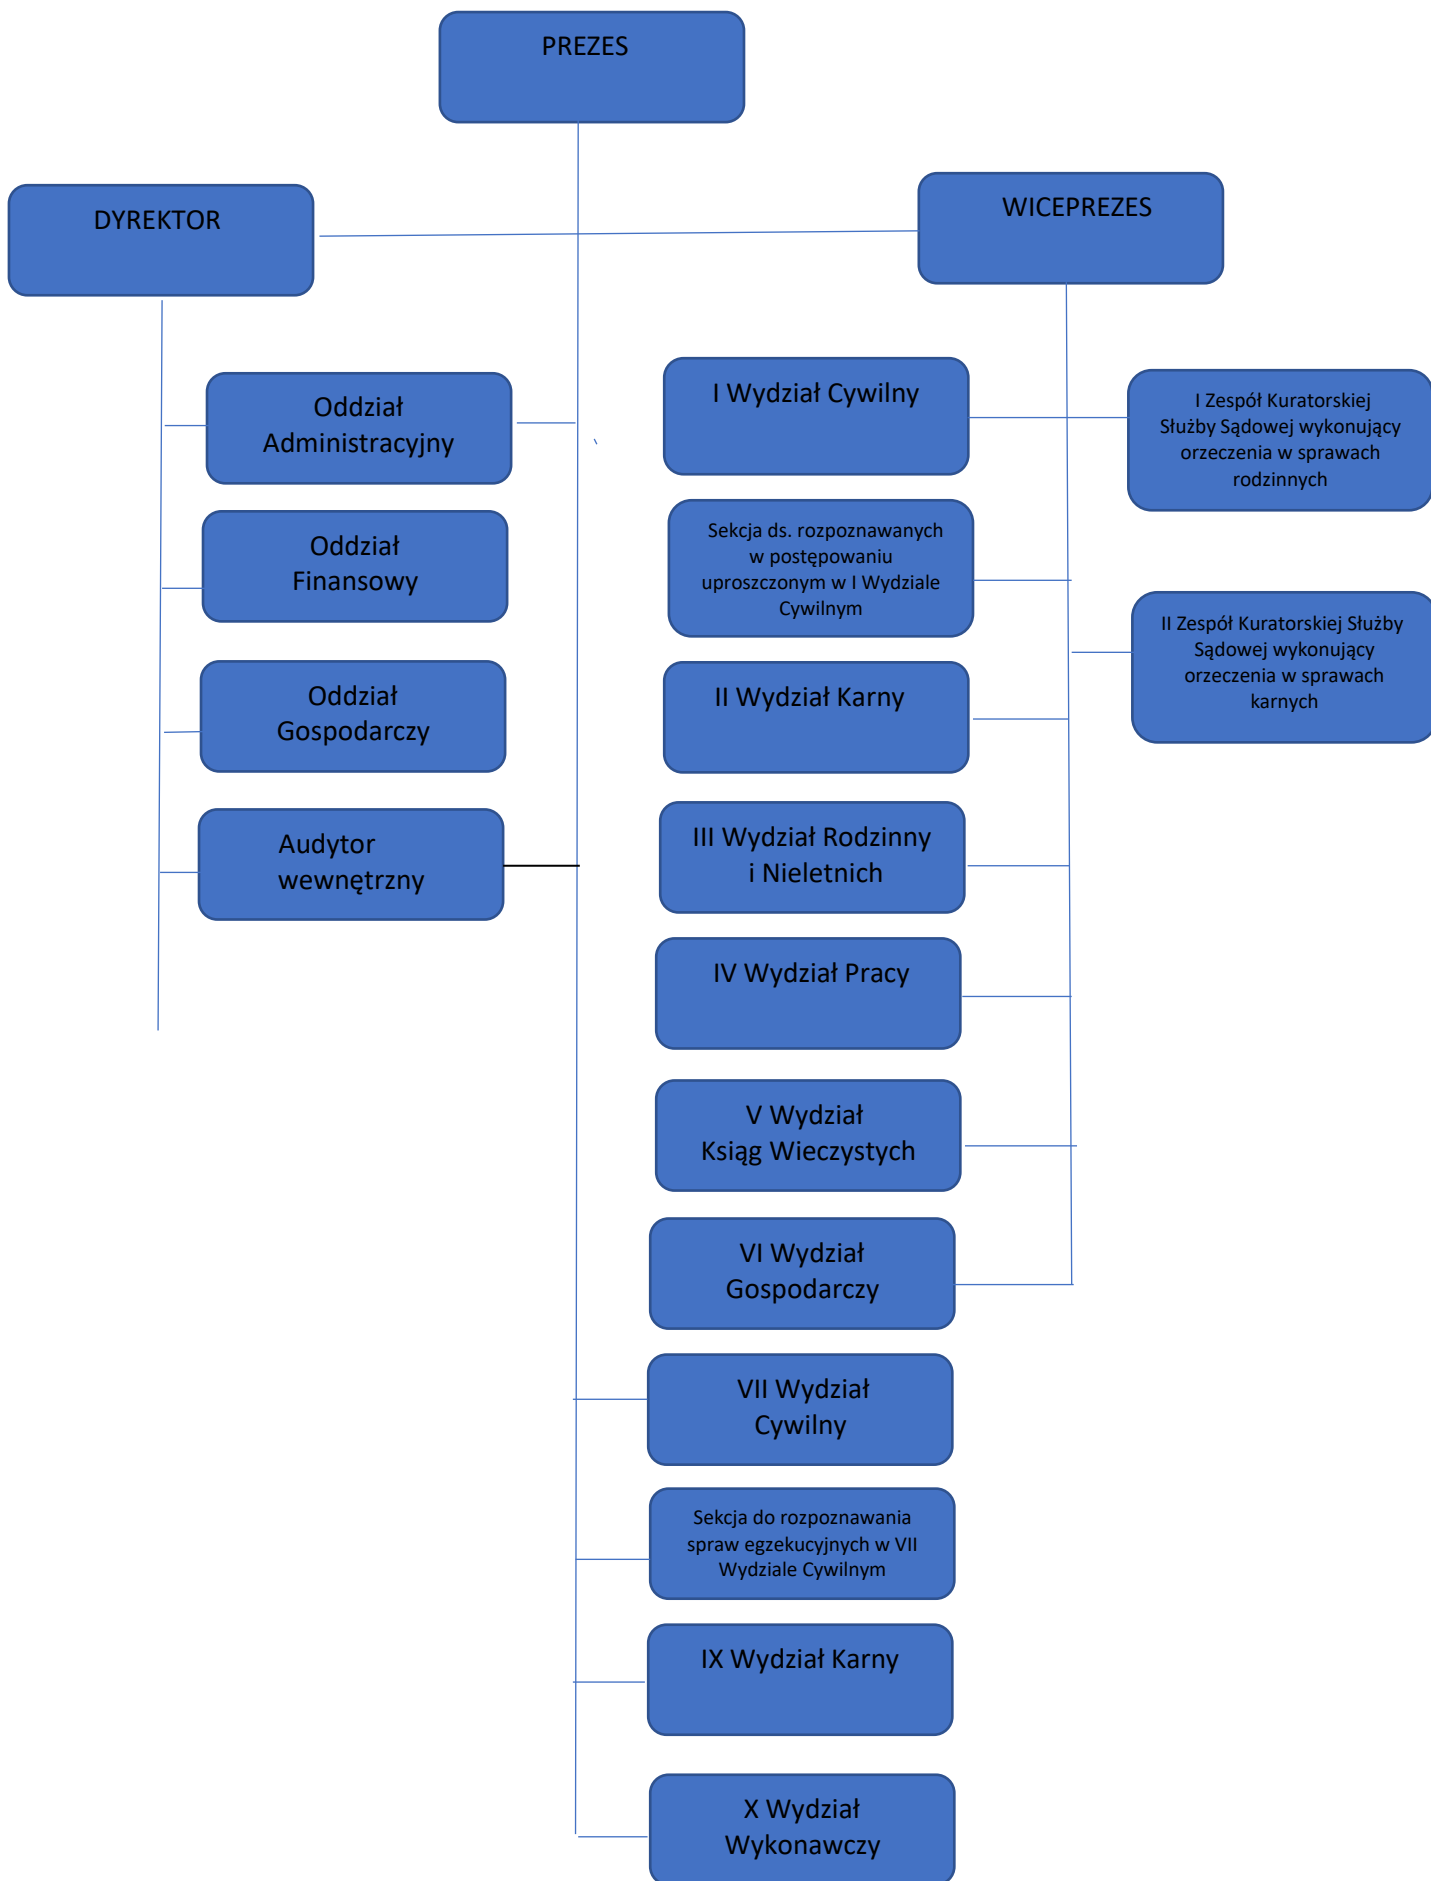 PREZES
DYREKTOR
WICEPREZES
Oddział
Administracyjny
Oddział
Finansowy
Oddział
Gospodarczy
Audytor
wewnętrzny
I Wydział Cywilny
Sekcja ds. rozpoznawanych
w postępowaniu
uproszczonym w I Wydziale
Cywilnym
II Wydział Karny
III Wydział Rodzinny
i Nieletnich
IV Wydział Pracy
V Wydział
Ksiąg Wieczystych
VI Wydział
Gospodarczy
VII Wydział
Cywilny
Sekcja do rozpoznawania
spraw egzekucyjnych w VII
Wydziale Cywilnym
IX Wydział Karny
X Wydział
Wykonawczy
I Zespół Kuratorskiej
Służby Sądowej wykonujący
orzeczenia w sprawach
rodzinnych
II Zespół Kuratorskiej Służby
Sądowej wykonujący
orzeczenia w sprawach
karnych